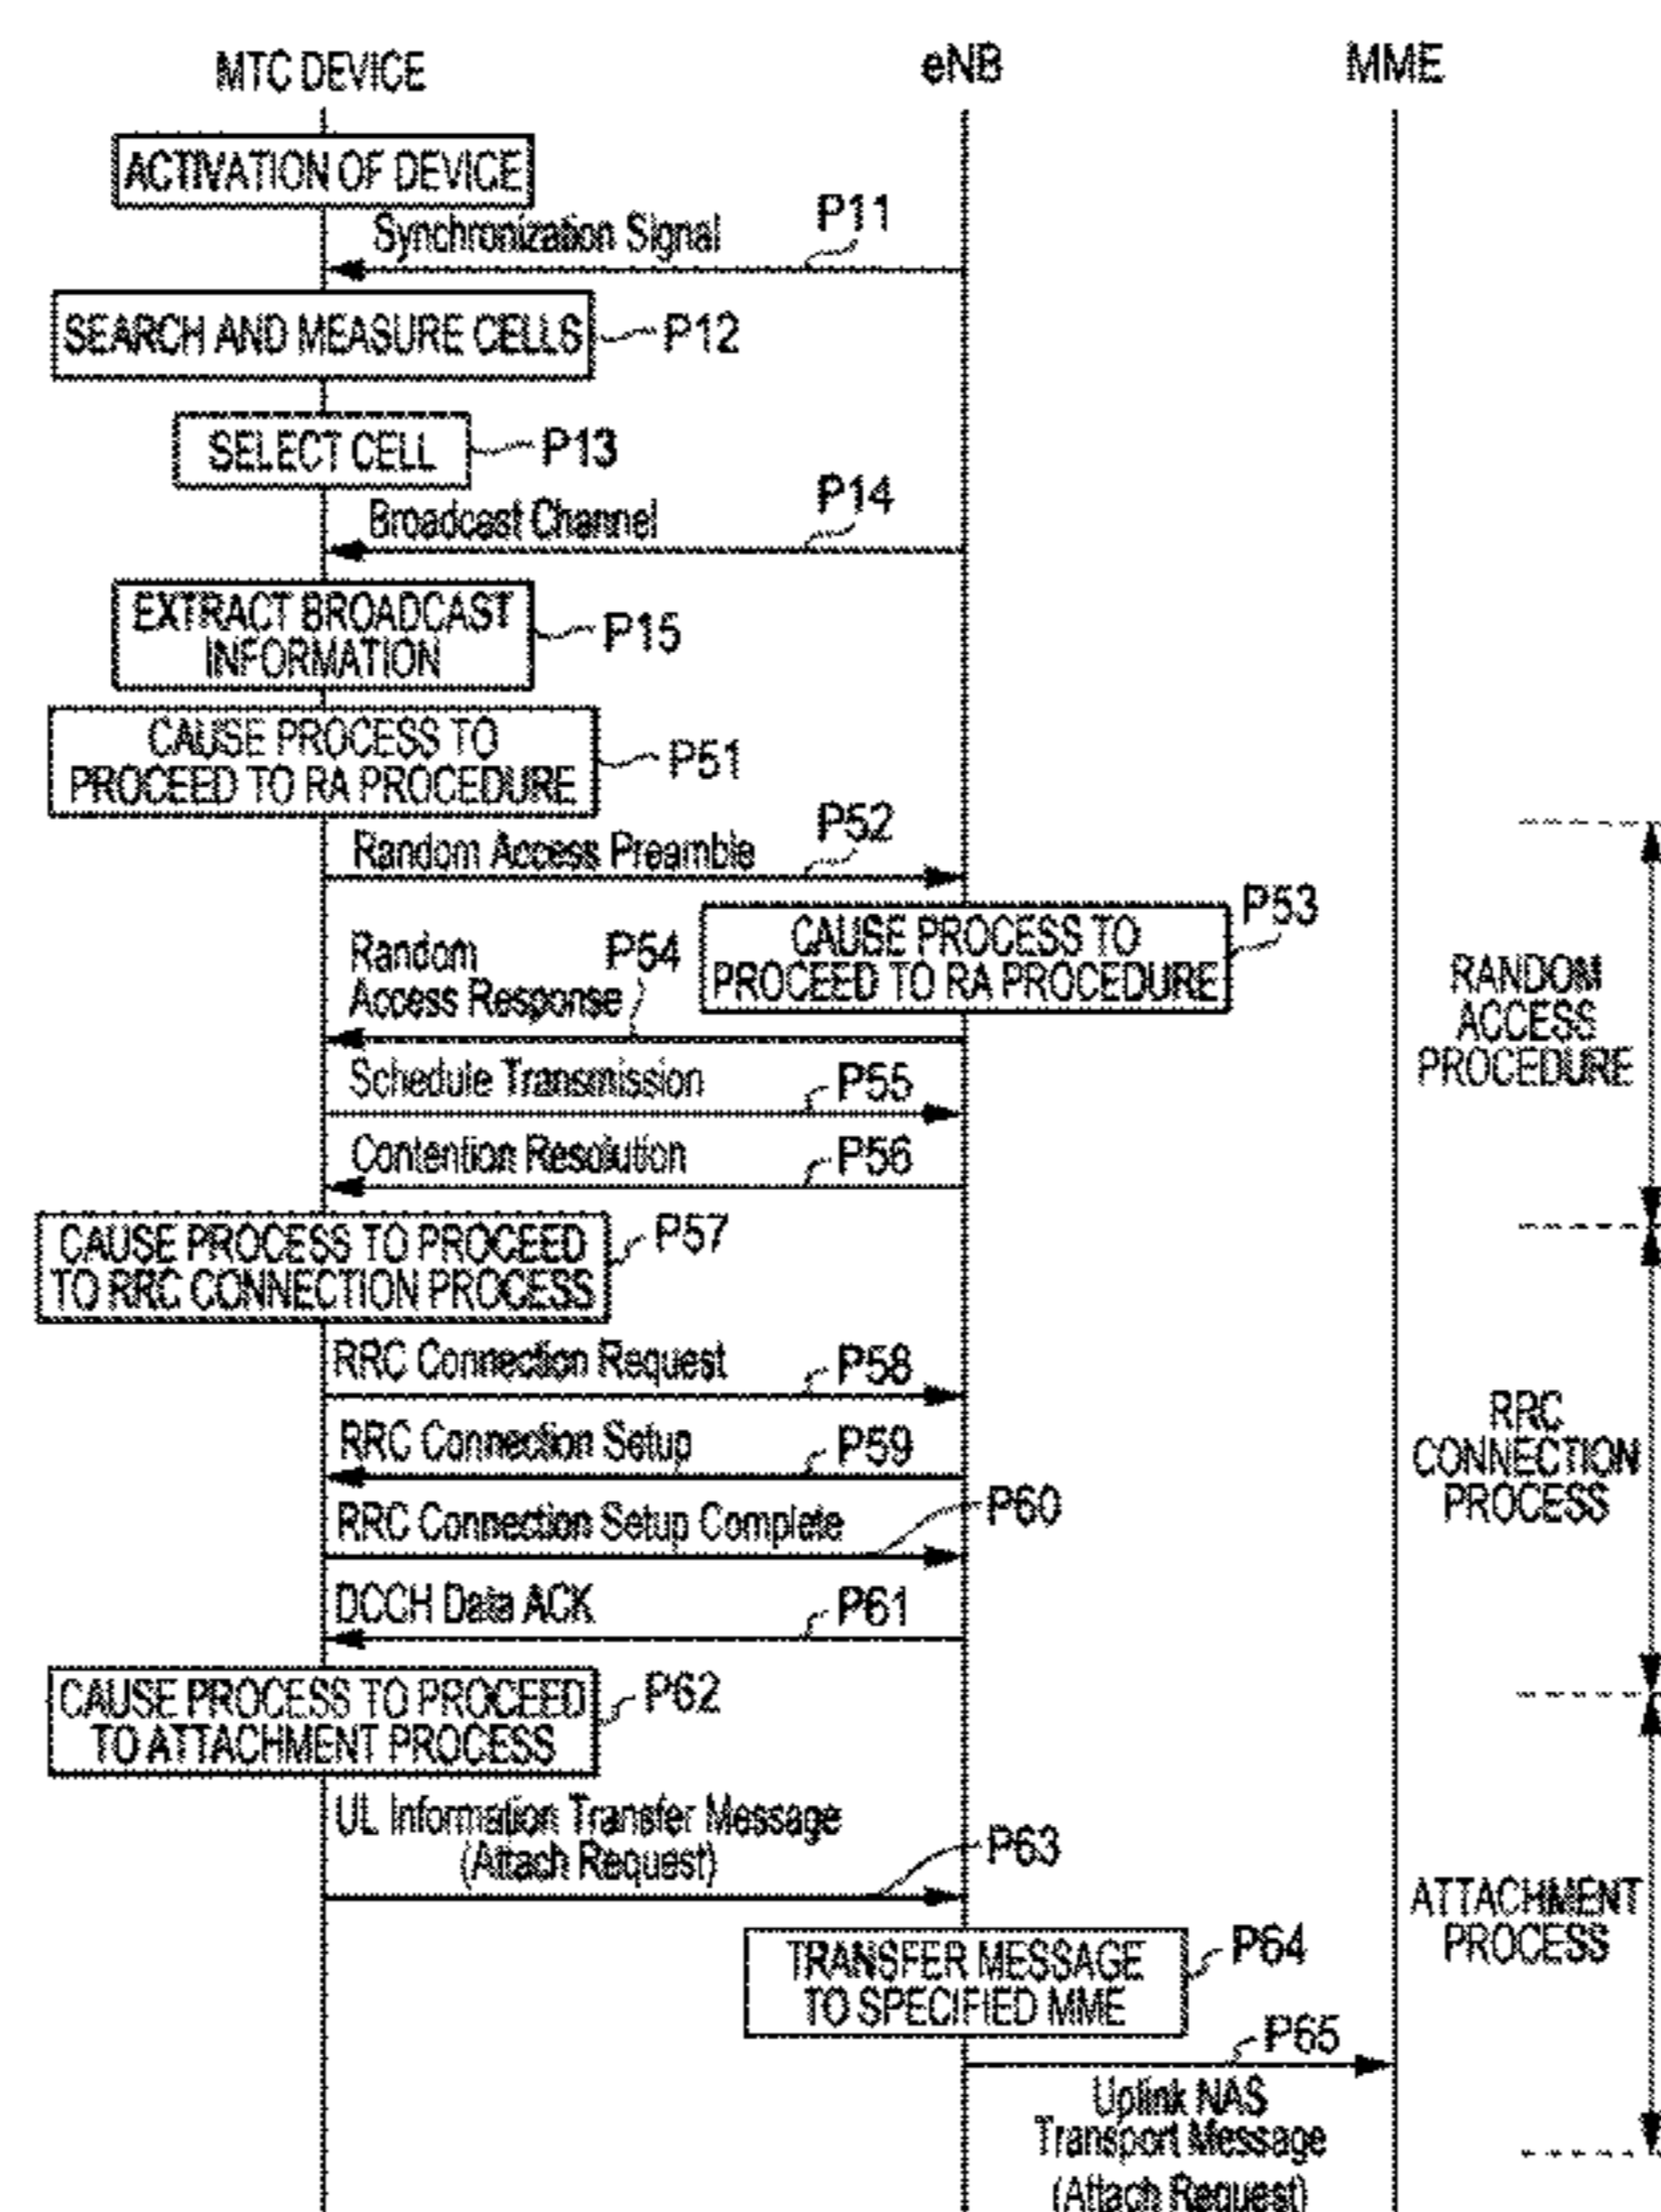 MTC DEVICE
eNB
MME
ACTIVATION OF DEVICE
P11
Synchronization Signal
SEARCH AND MEASURE CELLS
P12
SELECT CELL
P13
P14
Broadcast Channel
EXTRACT BROADCAST
INFORMATION
P15
CAUSE PROCESS TO
PROCEED TO RA PROCEDURE
P51
P52
Random Access Preamble
P53
CAUSE PROCESS TO
PROCEED TO RA PROCEDURE
P54
Random
Access Response
RANDOM
ACCESS
PROCEDURE
Schedule Transmission
P55
Contention Resolution
P56
CAUSE PROCESS TO PROCEED
TO RRC CONNECTION PROCESS
P57
RRC Connection Request
P58
RRC Connection Setup
P59
RRC
CONNECTION
PROCESS
RRC Connection Setup Complete
P60
DCCH Data ACK
P61
CAUSE PROCESS TO PROCEED
TO ATTACHMENT PROCESS
P62
UL Information Transfer Message
(Attach Request)
P63
ATTACHMENT
PROCESS
TRANSFER MESSAGE
TO SPECIFIED MME
P64
P65
Uplink NAS
Transport Message
(Attach Request)